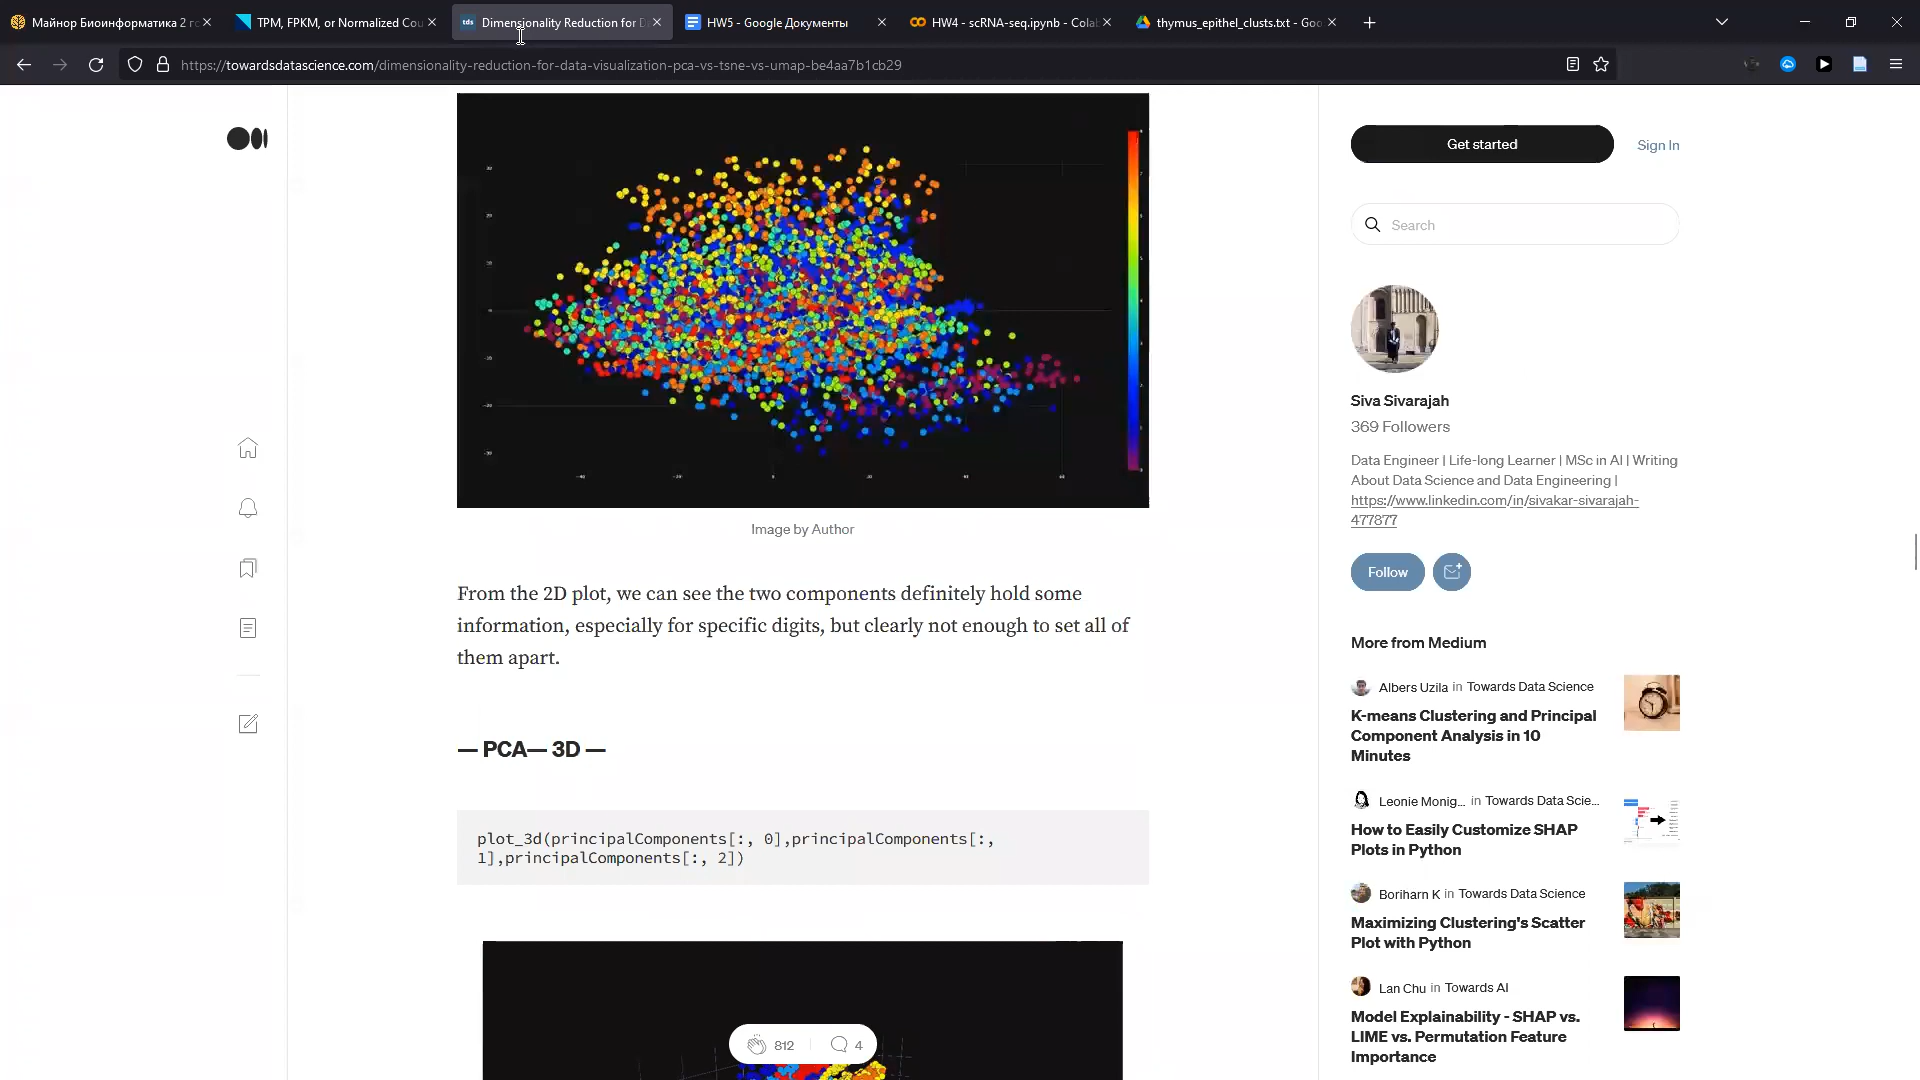 Майнор Биоинформатика 2 го
TPM, FPKM, or Normalized Cou
tds Dimensionality Reduction for D
HW5 - Google Документы
HW4 - scRNA-seq.ipynb - Colab
thymus_epithel_clusts.txt - Goo
https://towardsdatascience.com/dimensionality-reduction-for-data-visualization-pca-vs-tsne-vs-umap-be4aa7b1cb29
Image by Author
From the 2D plot, we can see the two components definitely hold some
information, especially for specific digits, but clearly not enough to set all of
them apart.
— PCA— 3D —
plot_3d(principalComponents[:, 0],principalComponents[:,
1],principalComponents[:, 2])
812
4
Get started
Sign In
Search
Siva Sivarajah
369 Followers
Data Engineer | Life-long Learner | MSc in AI | Writing
About Data Science and Data Engineering |
https://www.linkedin.com/in/sivakar-sivarajah-
477877
Follow
More from Medium
Albers Uzila in Towards Data Science
K-means Clustering and Principal
Component Analysis in 10
Minutes
Leonie Monig... in Towards Data Scie...
How to Easily Customize SHAP
Plots in Python
Boriharn K in Towards Data Science
Maximizing Clustering's Scatter
Plot with Python
Lan Chu in Towards AI
Model Explainability - SHAP vs.
LIME vs. Permutation Feature
Importance